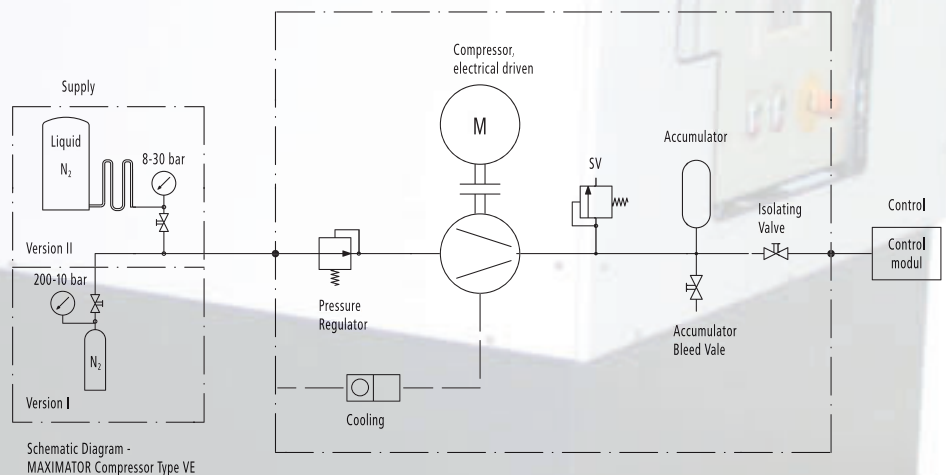 Supply
Liquid
N₂
8-30 bar
Version II
200-10 bar
N₂
Version I
Compressor,
electrical driven
M
Pressure
Regulator
Cooling
SV
Accumulator
Isolating
Valve
Accumulator
Bleed Vale
Control
Control
modul
Schematic Diagram -
MAXIMATOR Compressor Type VE